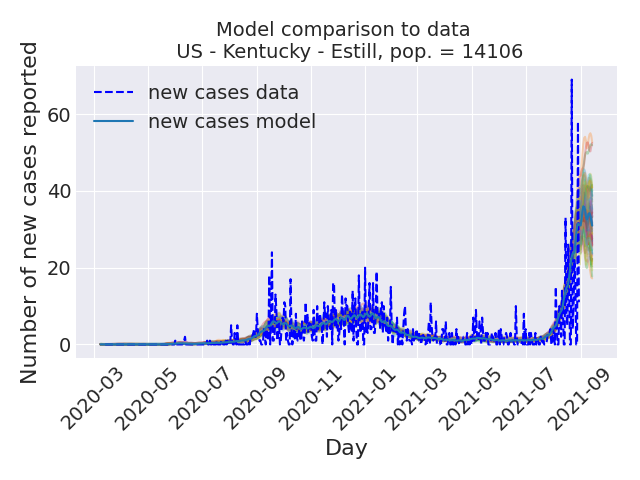 Model comparison to data
US - Kentucky - Estill, pop. = 14106
Number of new cases reported
60
40
20
0
new cases data
new cases model
2020-03
2020-05
2020-07
2020-09
2020-11
2021-01
2021-03
2021-05
2021-07
2021-09
Day